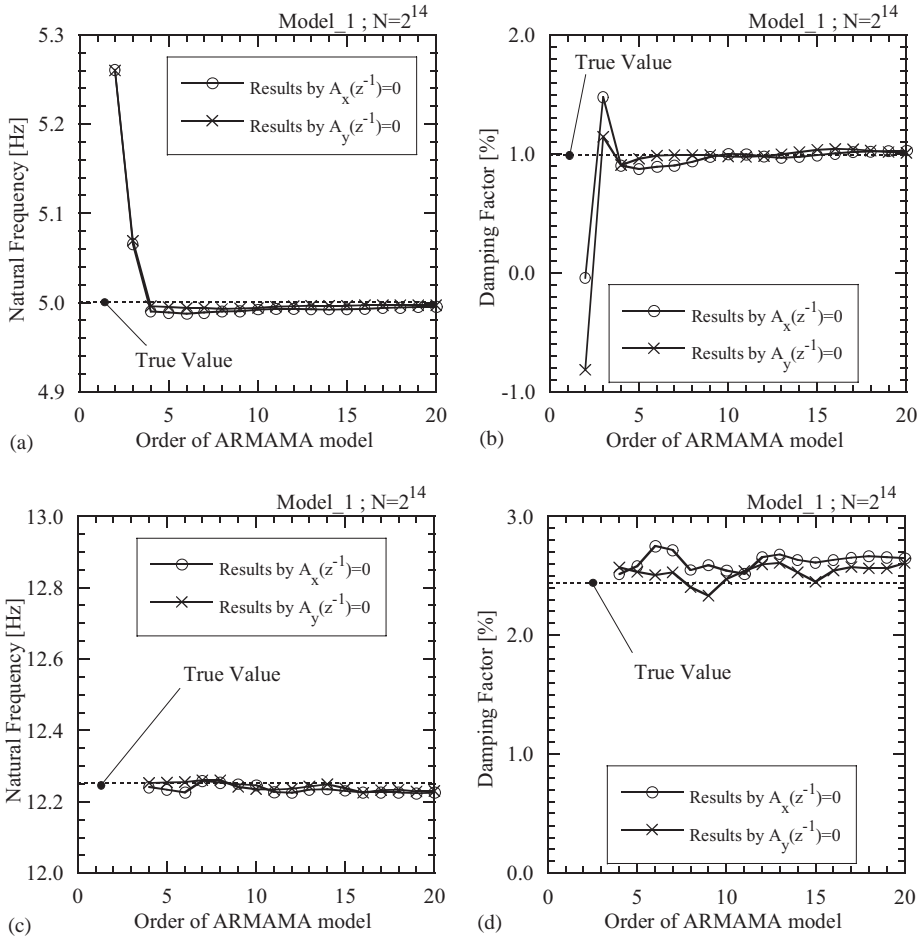 Model_1 ; N=2^14
5.3
5.2
5.1
5.0
4.9
Natural Frequency [Hz]
Results by A_x(z^-1)=0
Results by A_y(z^-1)=0
True Value
0 5 10 15 20
Order of ARMAMA model
(a)
Model_1 ; N=2^14
2.0
1.0
0.0
-1.0
Damping Factor [%]
True Value
Results by A_x(z^-1)=0
Results by A_y(z^-1)=0
0 5 10 15 20
Order of ARMAMA model
(b)
Model_1 ; N=2^14
13.0
12.8
12.6
12.4
12.2
12.0
Natural Frequency [Hz]
Results by A_x(z^-1)=0
Results by A_y(z^-1)=0
True Value
0 5 10 15 20
Order of ARMAMA model
(c)
Model_1 ; N=2^14
3.0
2.0
1.0
0.0
Damping Factor [%]
True Value
Results by A_x(z^-1)=0
Results by A_y(z^-1)=0
0 5 10 15 20
Order of ARMAMA model
(d)